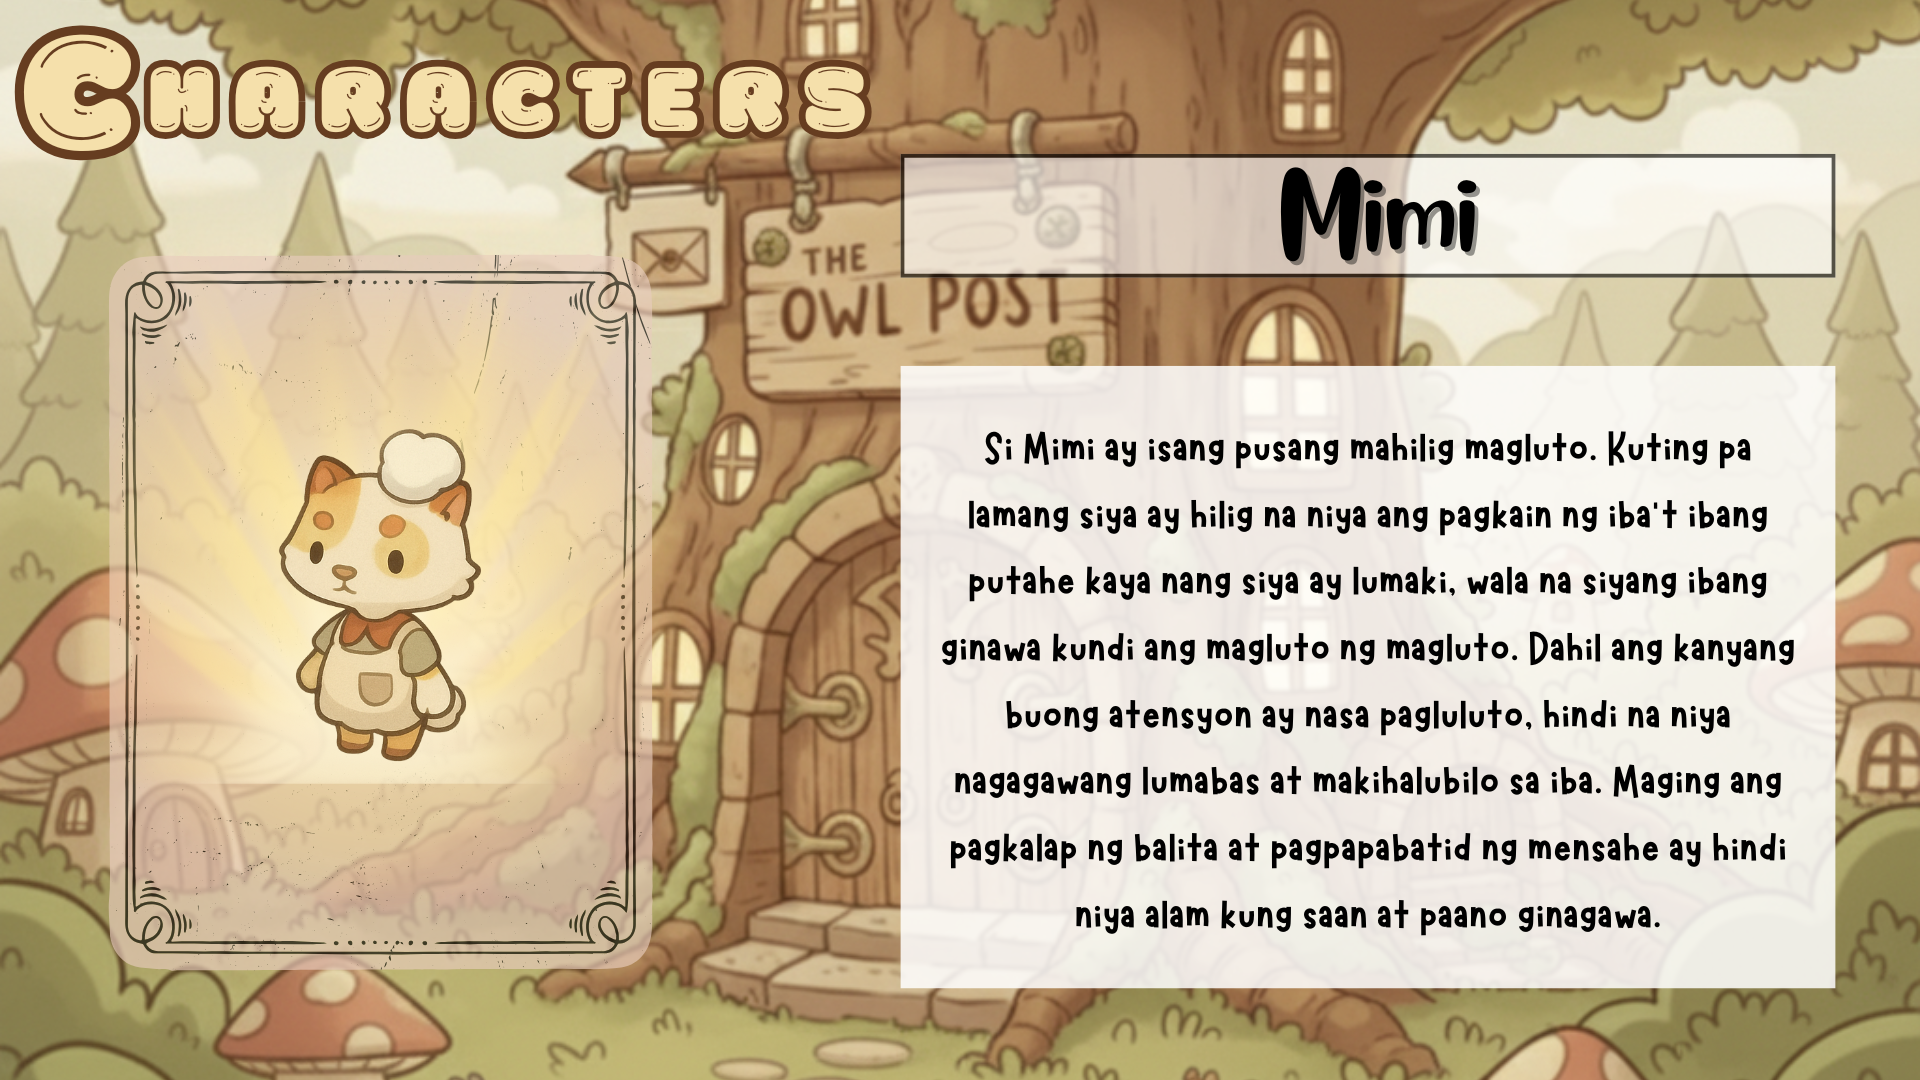 CHARACTERS
THE
OWL POST
Mimi
Si Mimi ay isang pusang mahilig magluto. Kuting pa
lamang siya ay hilig na niya ang pagkain ng iba't ibang
putahe kaya nang siya ay lumaki, wala na siyang ibang
ginawa kundi ang magluto ng magluto. Dahil ang kanyang
buong atensyon ay nasa pagluluto, hindi na niya
nagagawang lumabas at makihalubilo sa iba. Maging ang
pagkalap ng balita at pagpapabatid ng mensahe ay hindi
niya alam kung saan at paano ginagawa.